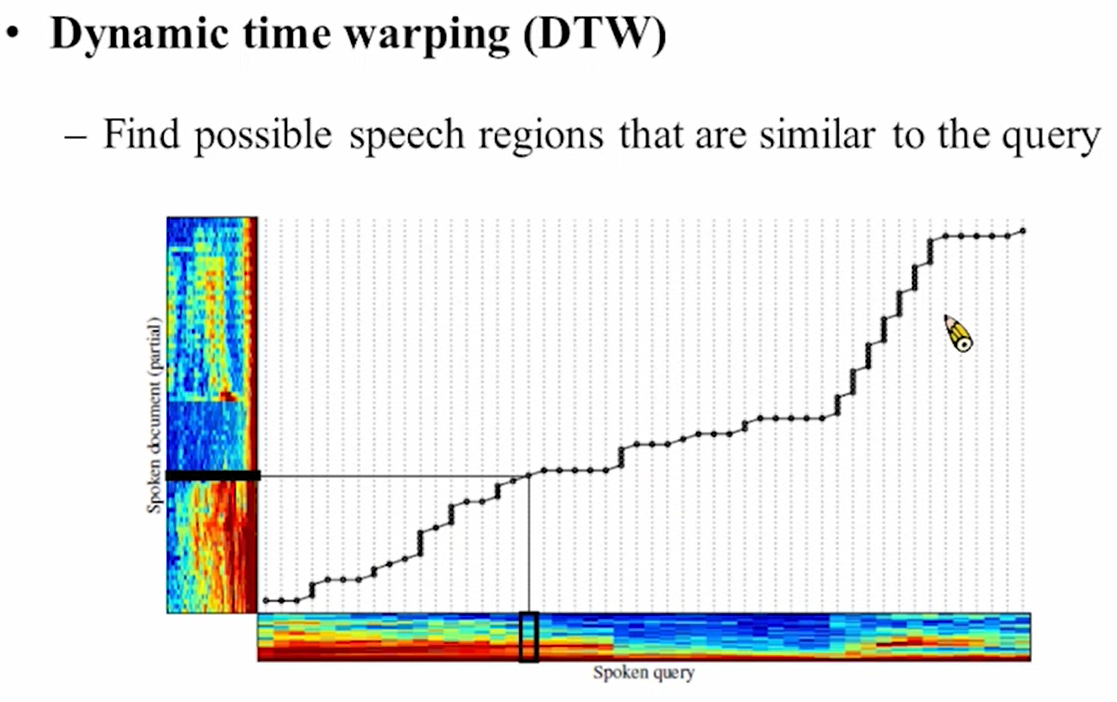 • Dynamic time warping (DTW)
– Find possible speech regions that are similar to the query
Spoken document (partial)
Spoken query